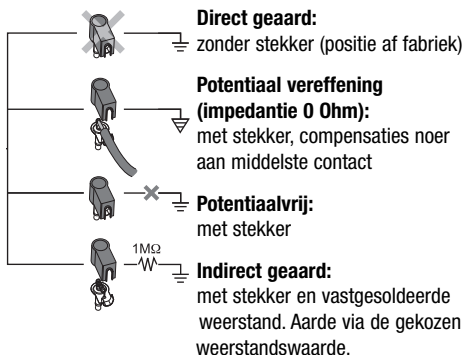 Direct geaard:
zonder stekker (positie af fabriek)
Potentiaal vereffening
(impedantie 0 Ohm):
met stekker, compensaties noer
aan middelste contact
Potentiaalvrij:
met stekker
1MΩ
Indirect geaard:
met stekker en vastgesoldeerde
weerstand. Aarde via de gekozen
weerstandswaarde.